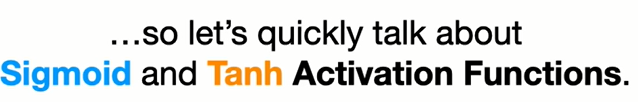 …so let’s quickly talk about
Sigmoid and Tanh Activation Functions.